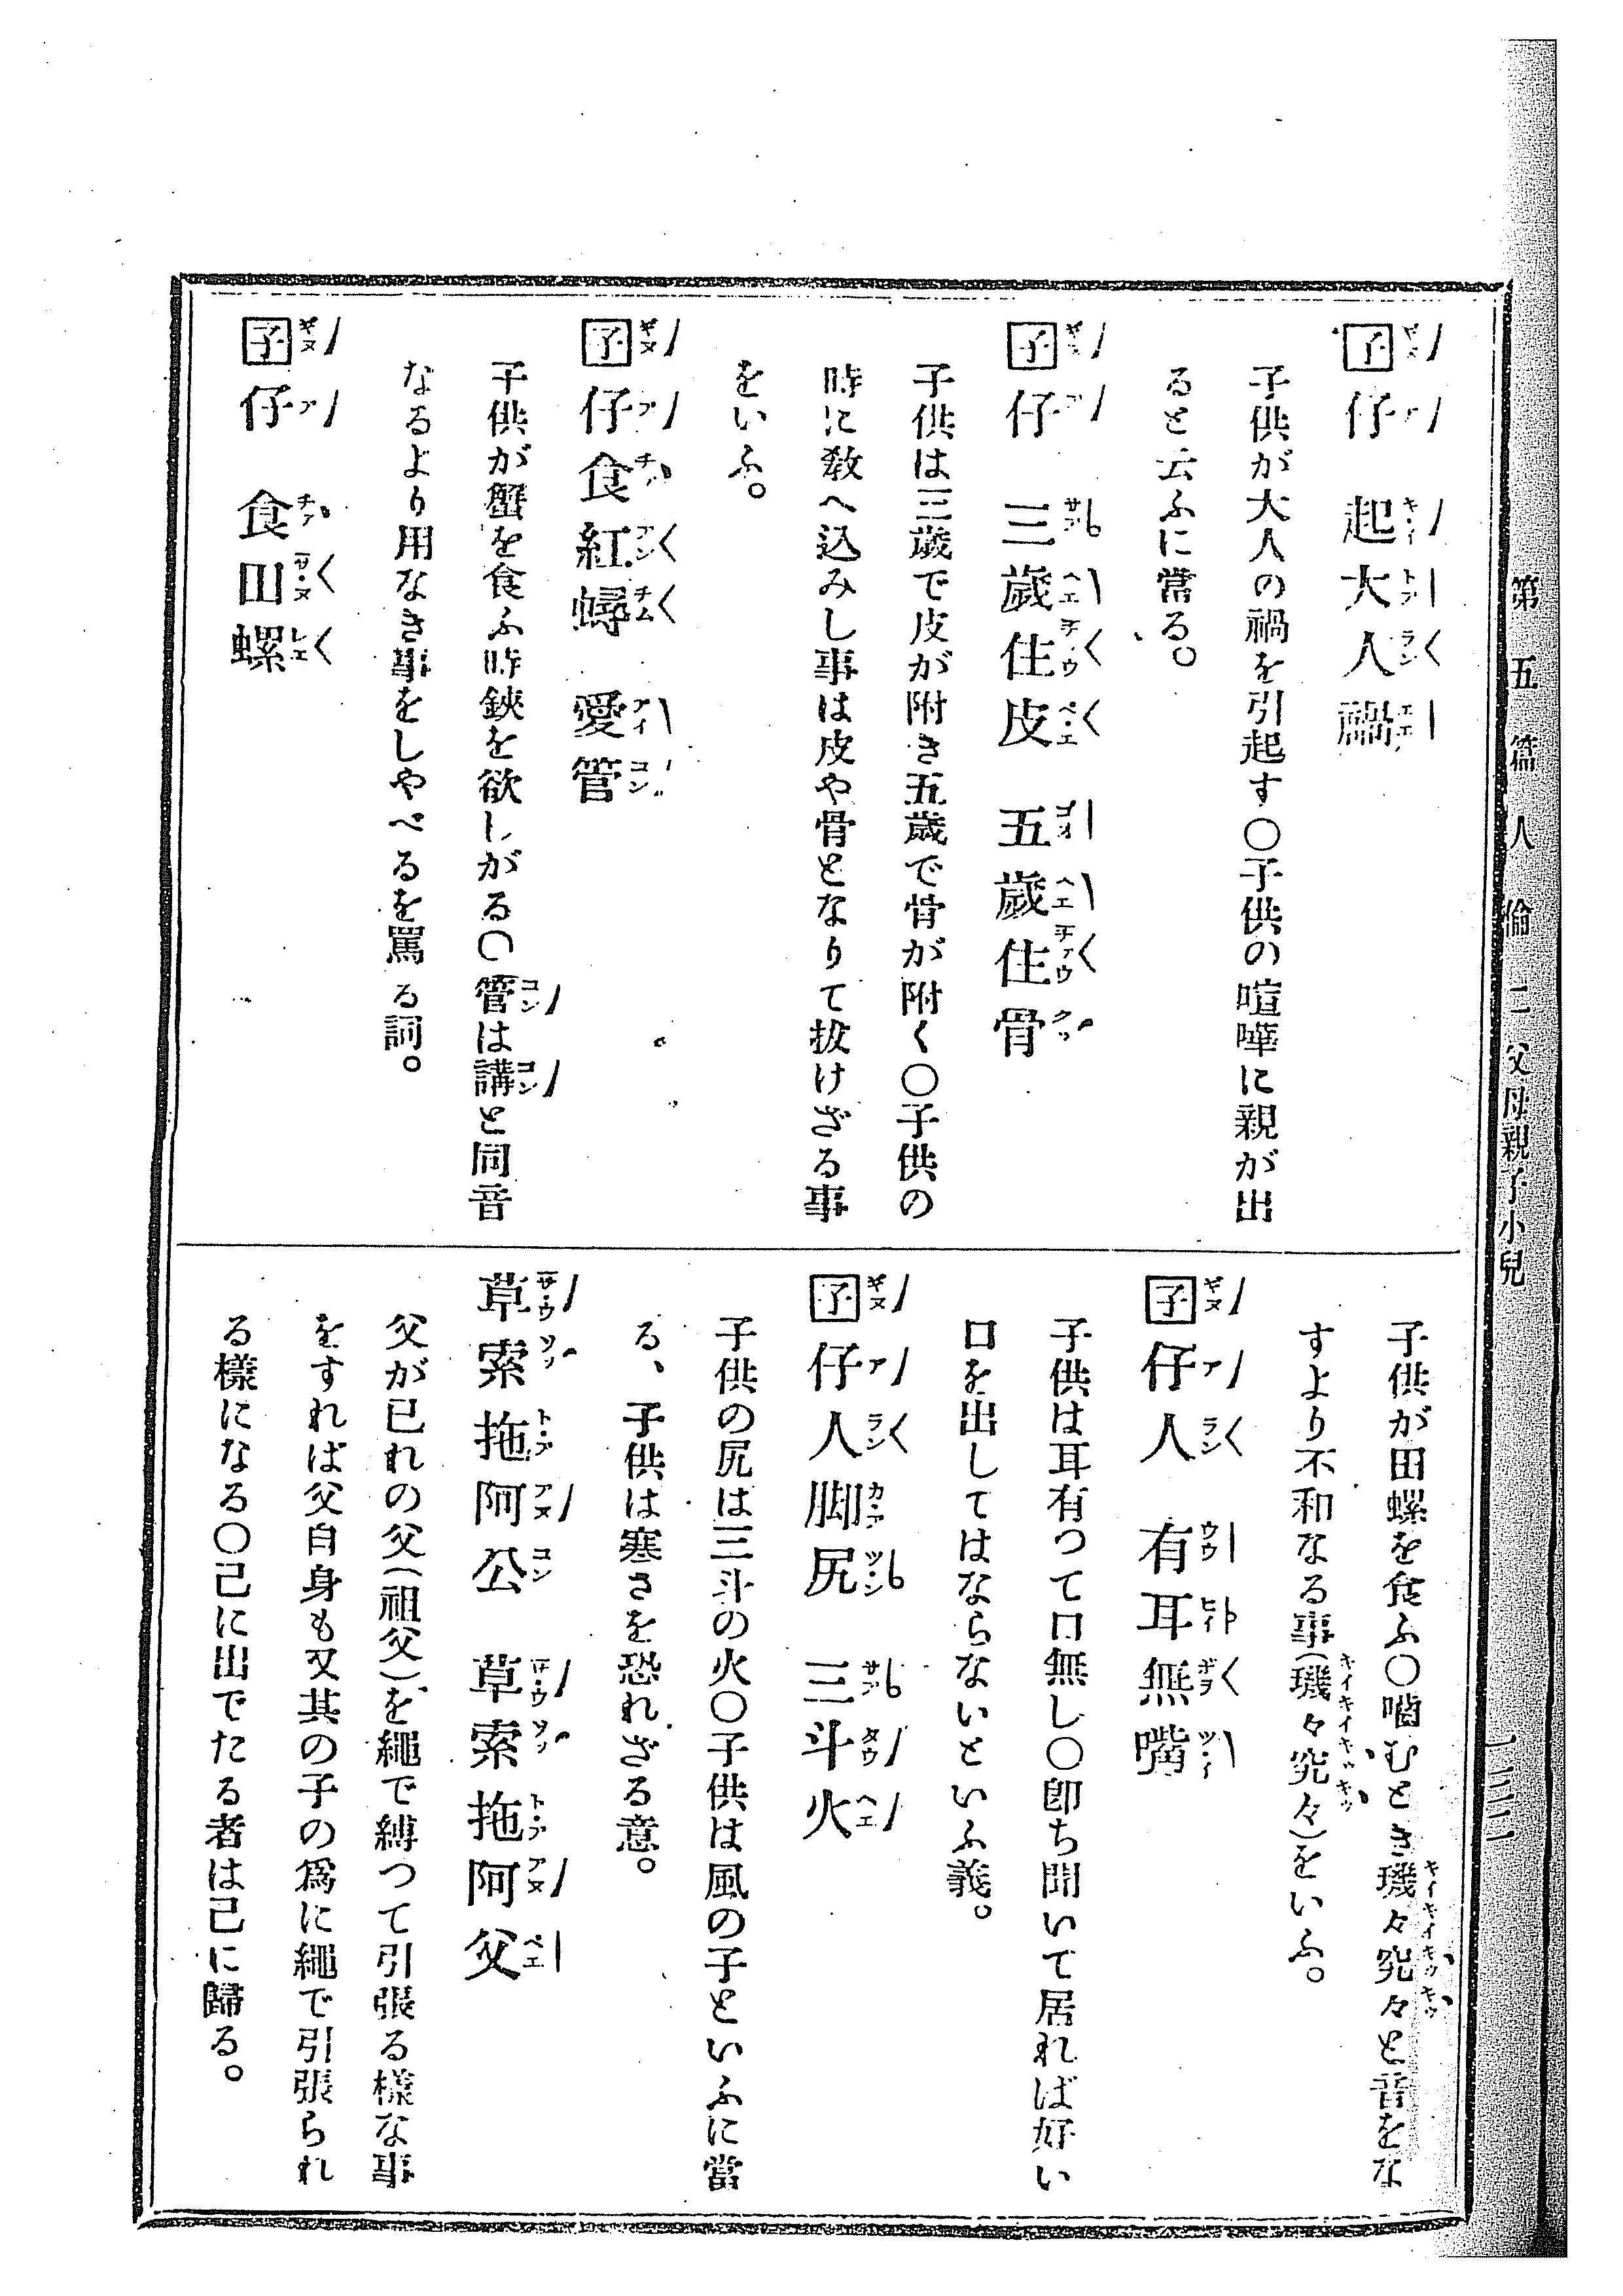 第五篇 人倫 二 父母親子小兒 一三二
子仔 起大人禍
子供が大人の禍を引起す〇子供の喧嘩に親が出
ると云ふに當る。
子仔 三歲住皮 五歲住骨
子供は三歲で皮が附き五歲で骨が附く〇子供の
時に敎へ込みし事は皮や骨となりて拔けざる事
をいふ。
子仔食紅蟳 愛管
子供が蟹を食ふ時鋏を欲しがる〇管は講と同音
なるより用なき事をしやべるを罵る詞。
子仔 食田螺
子供が田螺を食ふ〇嚙むとき璣々究々と音をな
すより不和なる事(璣々究々)をいふ。
子仔人 有耳無嘴
子供は耳有つて口無し〇卽ち聞いて居れば好い
口を出してはならないといふ義。
子仔人脚尻 三斗火
子供の尻は三斗の火〇子供は風の子といふに當
る、子供は寒さを恐れざる意。
草索拖阿公 草索拖阿父
父が己れの父(祖父)を繩で縛つて引張る樣な事
をすれば父自身も又其の子の爲に繩で引張られ
る樣になる〇己に出でたる者は己に歸る。